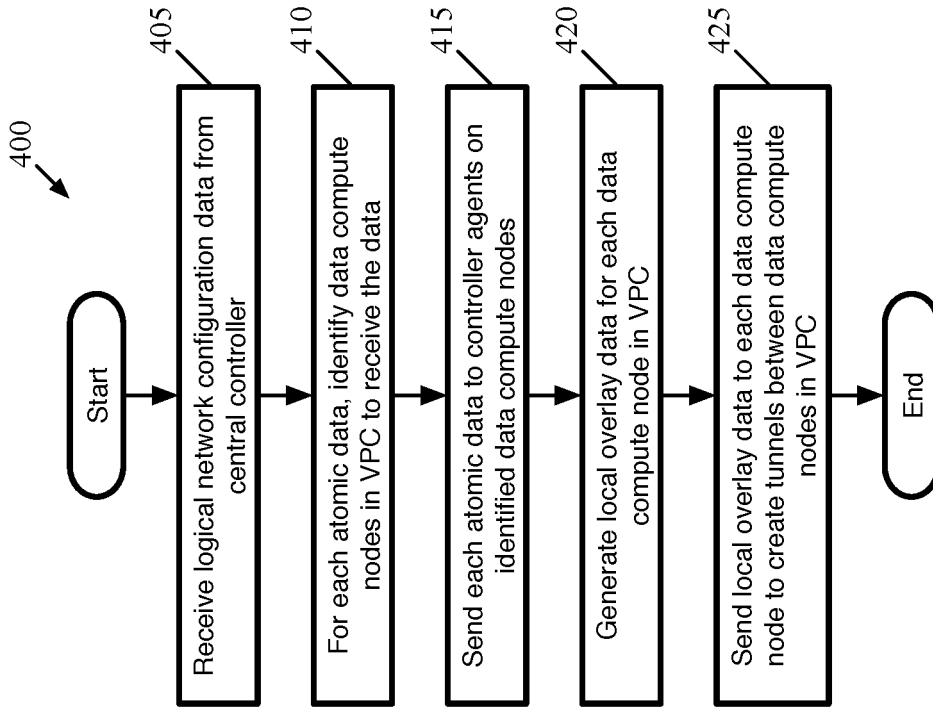 400
Start
Receive logical network configuration data from
central controller
405
For each atomic data, identify data compute
nodes in VPC to receive the data
410
Send each atomic data to controller agents on
identified data compute nodes
415
Generate local overlay data for each data
compute node in VPC
420
Send local overlay data to each data compute
node to create tunnels between data compute
nodes in VPC
425
End